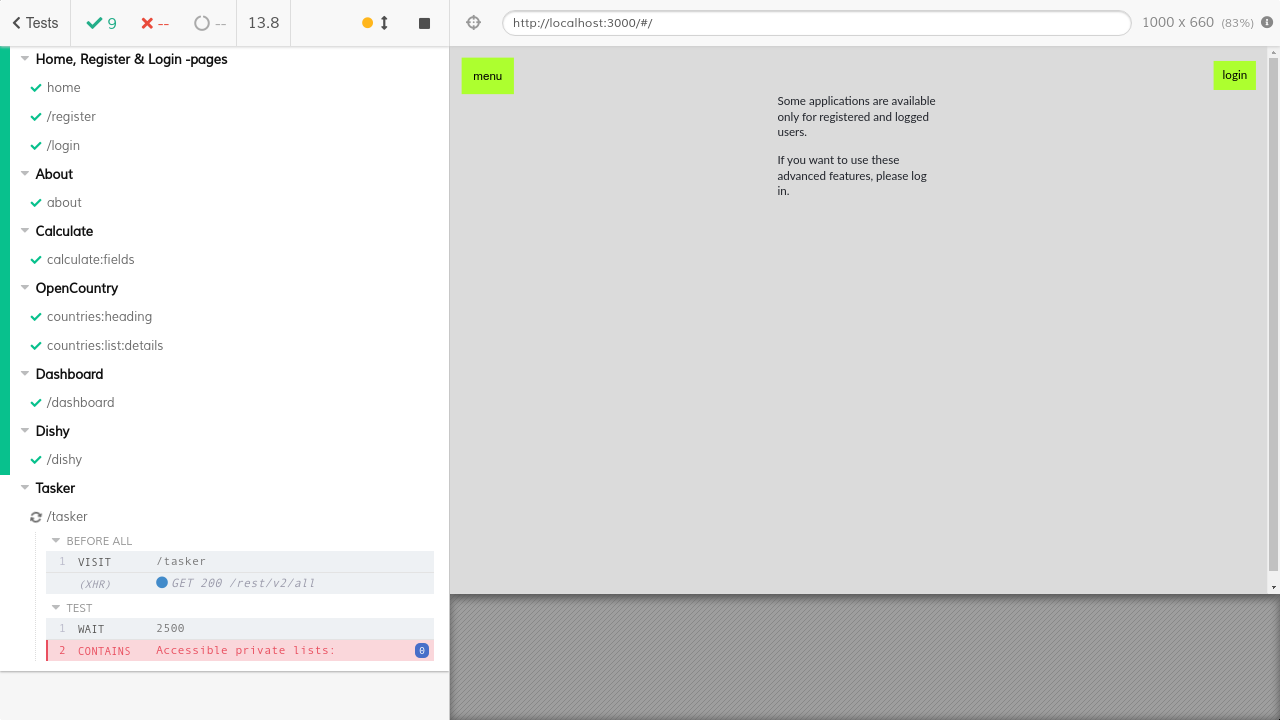 Tests
9
--
--
13.8
http://localhost:3000/#/
1000 x 660 (83%)
Home, Register & Login -pages
home
/register
/login
About
about
Calculate
calculate:fields
OpenCountry
countries:heading
countries:list:details
Dashboard
/dashboard
Dishy
/dishy
Tasker
/tasker
BEFORE ALL
1 VISIT /tasker
(XHR) GET 200 /rest/v2/all
TEST
1 WAIT 2500
2 CONTAINS Accessible private lists: 0
menu
login
Some applications are available
only for registered and logged
users.
If you want to use these
advanced features, please log
in.